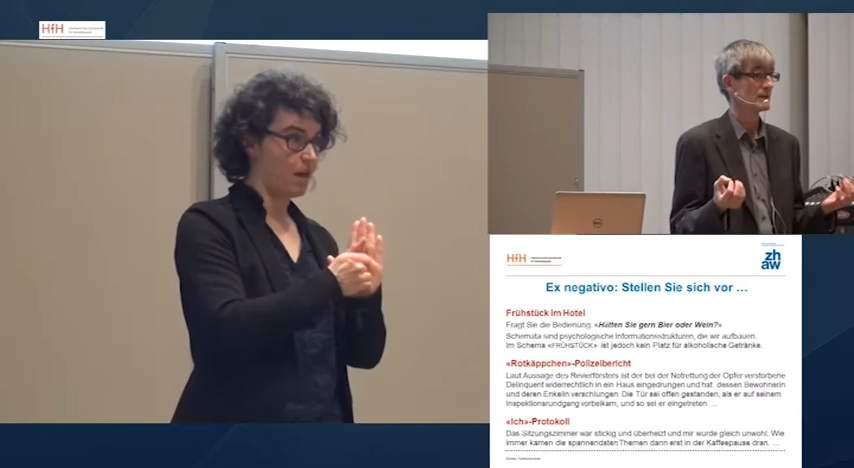 HfH
HfH
zh
aw
Ex negativo: Stellen Sie sich vor …
Frühstück im Hotel
Fragt Sie die Bedienung: «Hätten Sie gern Bier oder Wein?»
Schemata sind psychologische Informationsstrukturen, die wir aufbauen.
Im Schema «FRÜHSTÜCK» ist jedoch kein Platz für alkoholische Getränke.
«Rotkäppchen»-Polizeibericht
Laut Aussage des Revierförsters ist der bei der Notrettung der Opfer verstorbene
Delinquent widerrechtlich in ein Haus eingedrungen und hat dessen Bewohnerin
und deren Enkelin verschlungen. Die Tür sei offen gestanden, als er auf seinem
Inspektionsrundgang vorbeikam, und so sei er eingetreten. …
«Ich»-Protokoll
Das Sitzungszimmer war stickig und überheizt und mir wurde gleich unwohl. Wie
immer kamen die spannendsten Themen dann erst in der Kaffeepause dran. …